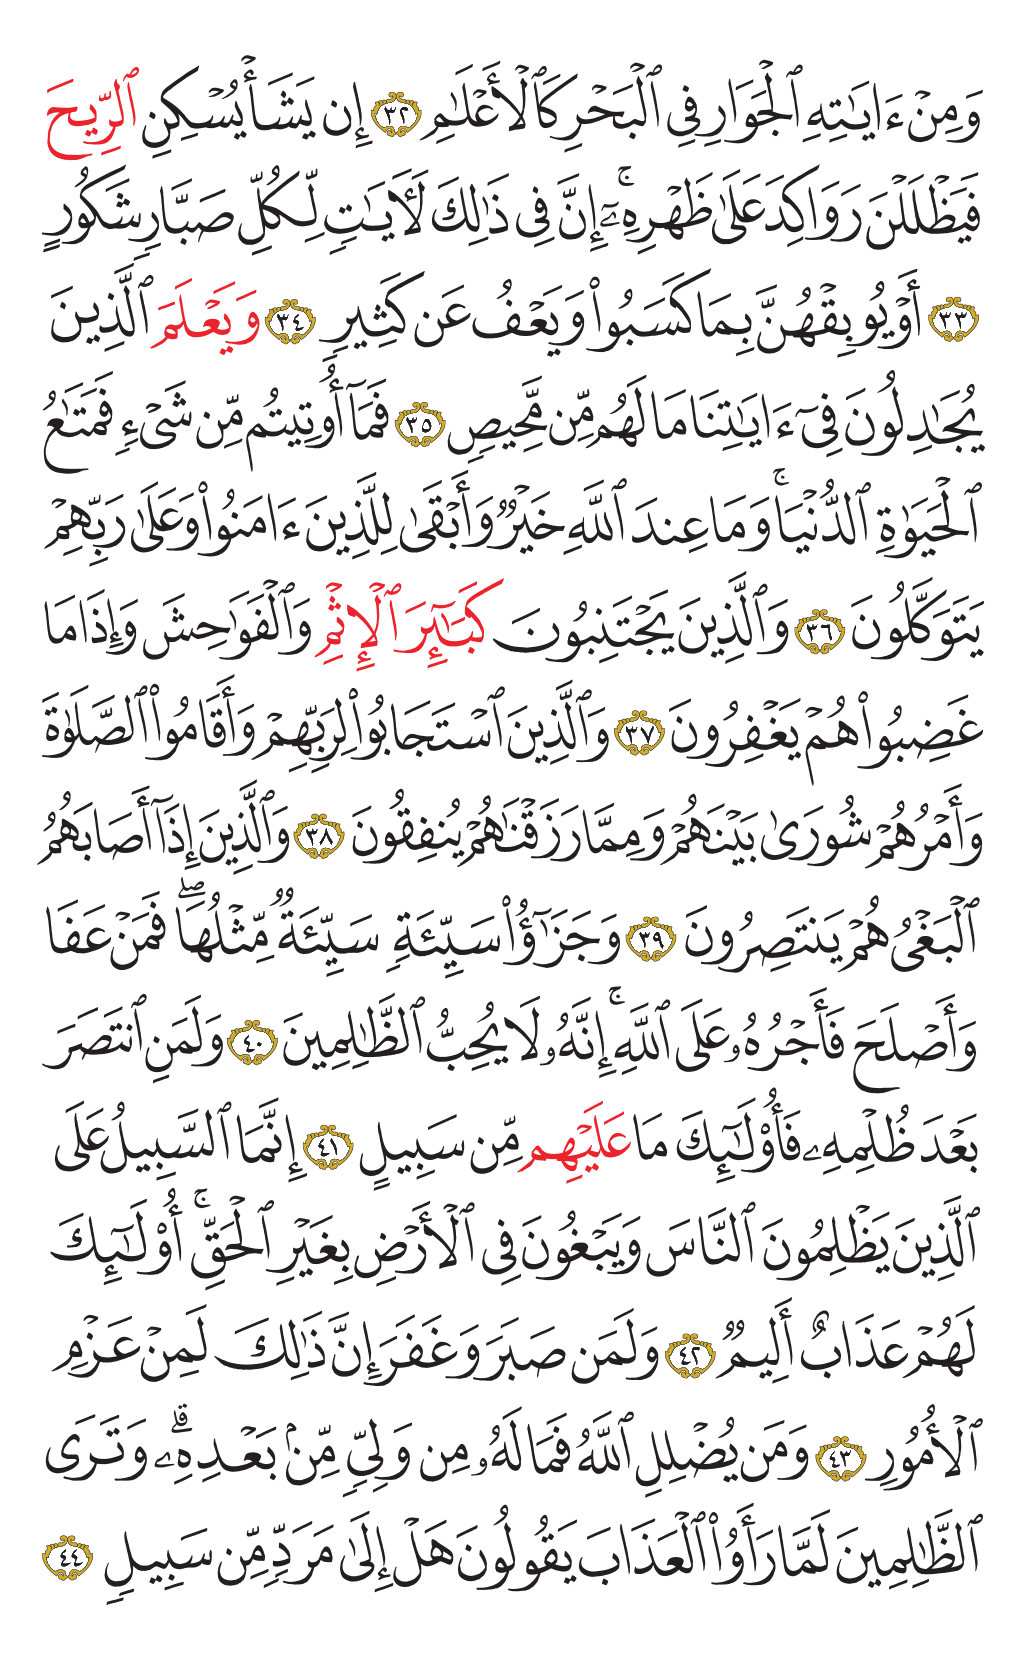 وَمِنْ ءَايَٰتِهِ ٱلْجَوَارِ فِى ٱلْبَحْرِ كَٱلْأَعْلَٰمِ ٣٢ إِن يَشَأْ يُسْكِنِ ٱلرِّيحَ
فَيَظْلَلْنَ رَوَاكِدَ عَلَىٰ ظَهْرِهِۦٓ ۚ إِنَّ فِى ذَٰلِكَ لَـَٔايَٰتٍ لِّكُلِّ صَبَّارٍ شَكُورٍ
٣٣ أَوْ يُوبِقْهُنَّ بِمَا كَسَبُوا۟ وَيَعْفُ عَن كَثِيرٍ ٣٤ وَيَعْلَمَ ٱلَّذِينَ
يُجَٰدِلُونَ فِىٓ ءَايَٰتِنَا مَا لَهُم مِّن مَّحِيصٍ ٣٥ فَمَآ أُوتِيتُم مِّن شَىْءٍ فَمَتَٰعُ
ٱلْحَيَوٰةِ ٱلدُّنْيَا ۚ وَمَا عِندَ ٱللَّهِ خَيْرٌ وَأَبْقَىٰ لِلَّذِينَ ءَامَنُوا۟ وَعَلَىٰ رَبِّهِمْ
يَتَوَكَّلُونَ ٣٦ وَٱلَّذِينَ يَجْتَنِبُونَ كَبَٰٓئِرَ ٱلْإِثْمِ وَٱلْفَوَٰحِشَ وَإِذَا مَا
غَضِبُوا۟ هُمْ يَغْفِرُونَ ٣٧ وَٱلَّذِينَ ٱسْتَجَابُوا۟ لِرَبِّهِمْ وَأَقَامُوا۟ ٱلصَّلَوٰةَ
وَأَمْرُهُمْ شُورَىٰ بَيْنَهُمْ وَمِمَّا رَزَقْنَٰهُمْ يُنفِقُونَ ٣٨ وَٱلَّذِينَ إِذَآ أَصَابَهُمُ
ٱلْبَغْىُ هُمْ يَنتَصِرُونَ ٣٩ وَجَزَٰٓؤُا۟ سَيِّئَةٍ سَيِّئَةٌ مِّثْلُهَا ۖ فَمَنْ عَفَا
وَأَصْلَحَ فَأَجْرُهُۥ عَلَى ٱللَّهِ ۚ إِنَّهُۥ لَا يُحِبُّ ٱلظَّٰلِمِينَ ٤٠ وَلَمَنِ ٱنتَصَرَ
بَعْدَ ظُلْمِهِۦ فَأُو۟لَٰٓئِكَ مَا عَلَيْهِم مِّن سَبِيلٍ ٤١ إِنَّمَا ٱلسَّبِيلُ عَلَى
ٱلَّذِينَ يَظْلِمُونَ ٱلنَّاسَ وَيَبْغُونَ فِى ٱلْأَرْضِ بِغَيْرِ ٱلْحَقِّ ۚ أُو۟لَٰٓئِكَ
لَهُمْ عَذَابٌ أَلِيمٌ ٤٢ وَلَمَن صَبَرَ وَغَفَرَ إِنَّ ذَٰلِكَ لَمِنْ عَزْمِ
ٱلْأُمُورِ ٤٣ وَمَن يُضْلِلِ ٱللَّهُ فَمَا لَهُۥ مِن وَلِىٍّ مِّنۢ بَعْدِهِۦ ۗ وَتَرَى
ٱلظَّٰلِمِينَ لَمَّا رَأَوُا۟ ٱلْعَذَابَ يَقُولُونَ هَلْ إِلَىٰ مَرَدٍّ مِّن سَبِيلٍ ٤٤